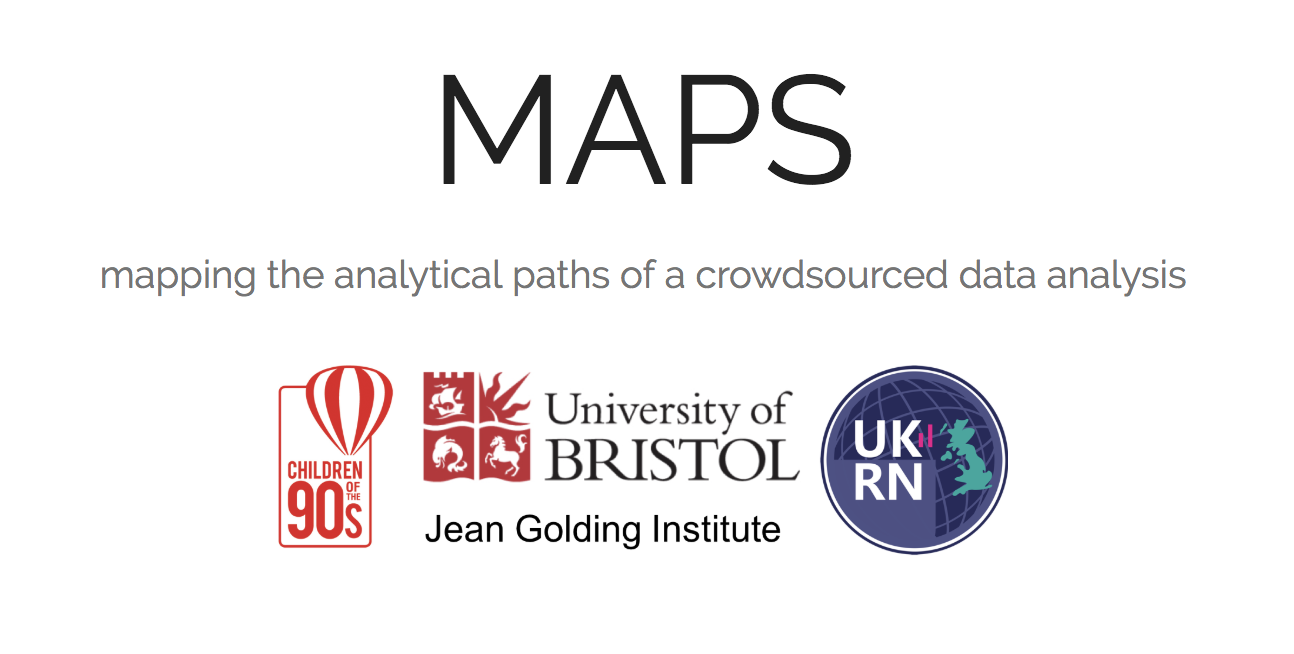 MAPS
mapping the analytical paths of a crowdsourced data analysis
CHILDREN
90s
OF
THE
University of
BRISTOL
Jean Golding Institute
UK
RN